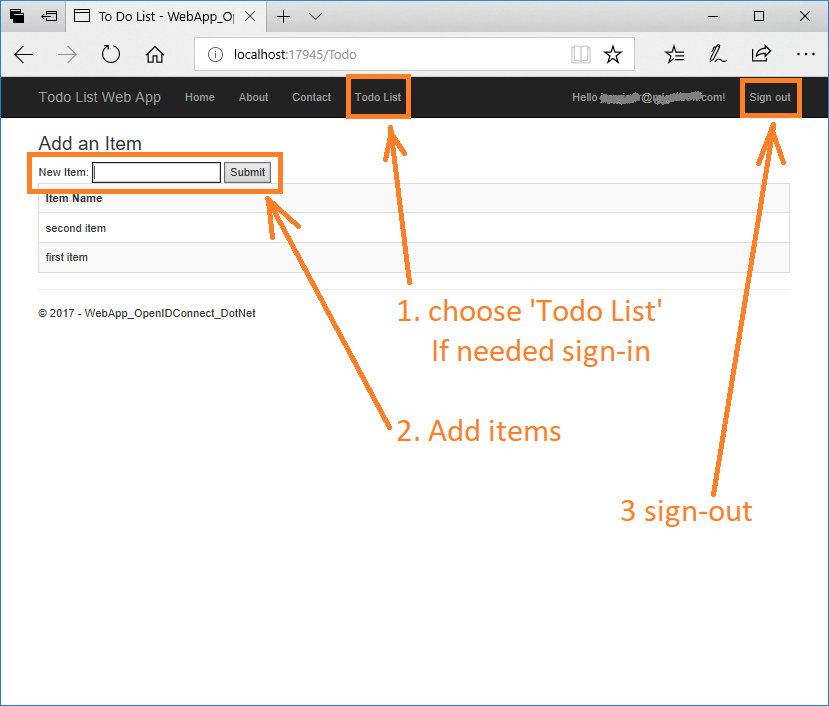 To Do List - WebApp_O
localhost:17945/Todo
Todo List Web App Home About Contact Todo List Hello @ .com! Sign out
Add an Item
New Item: Submit
Item Name
second item
first item
© 2017 - WebApp_OpenIDConnect_DotNet
1. choose 'Todo List'
If needed sign-in
2. Add items
3 sign-out